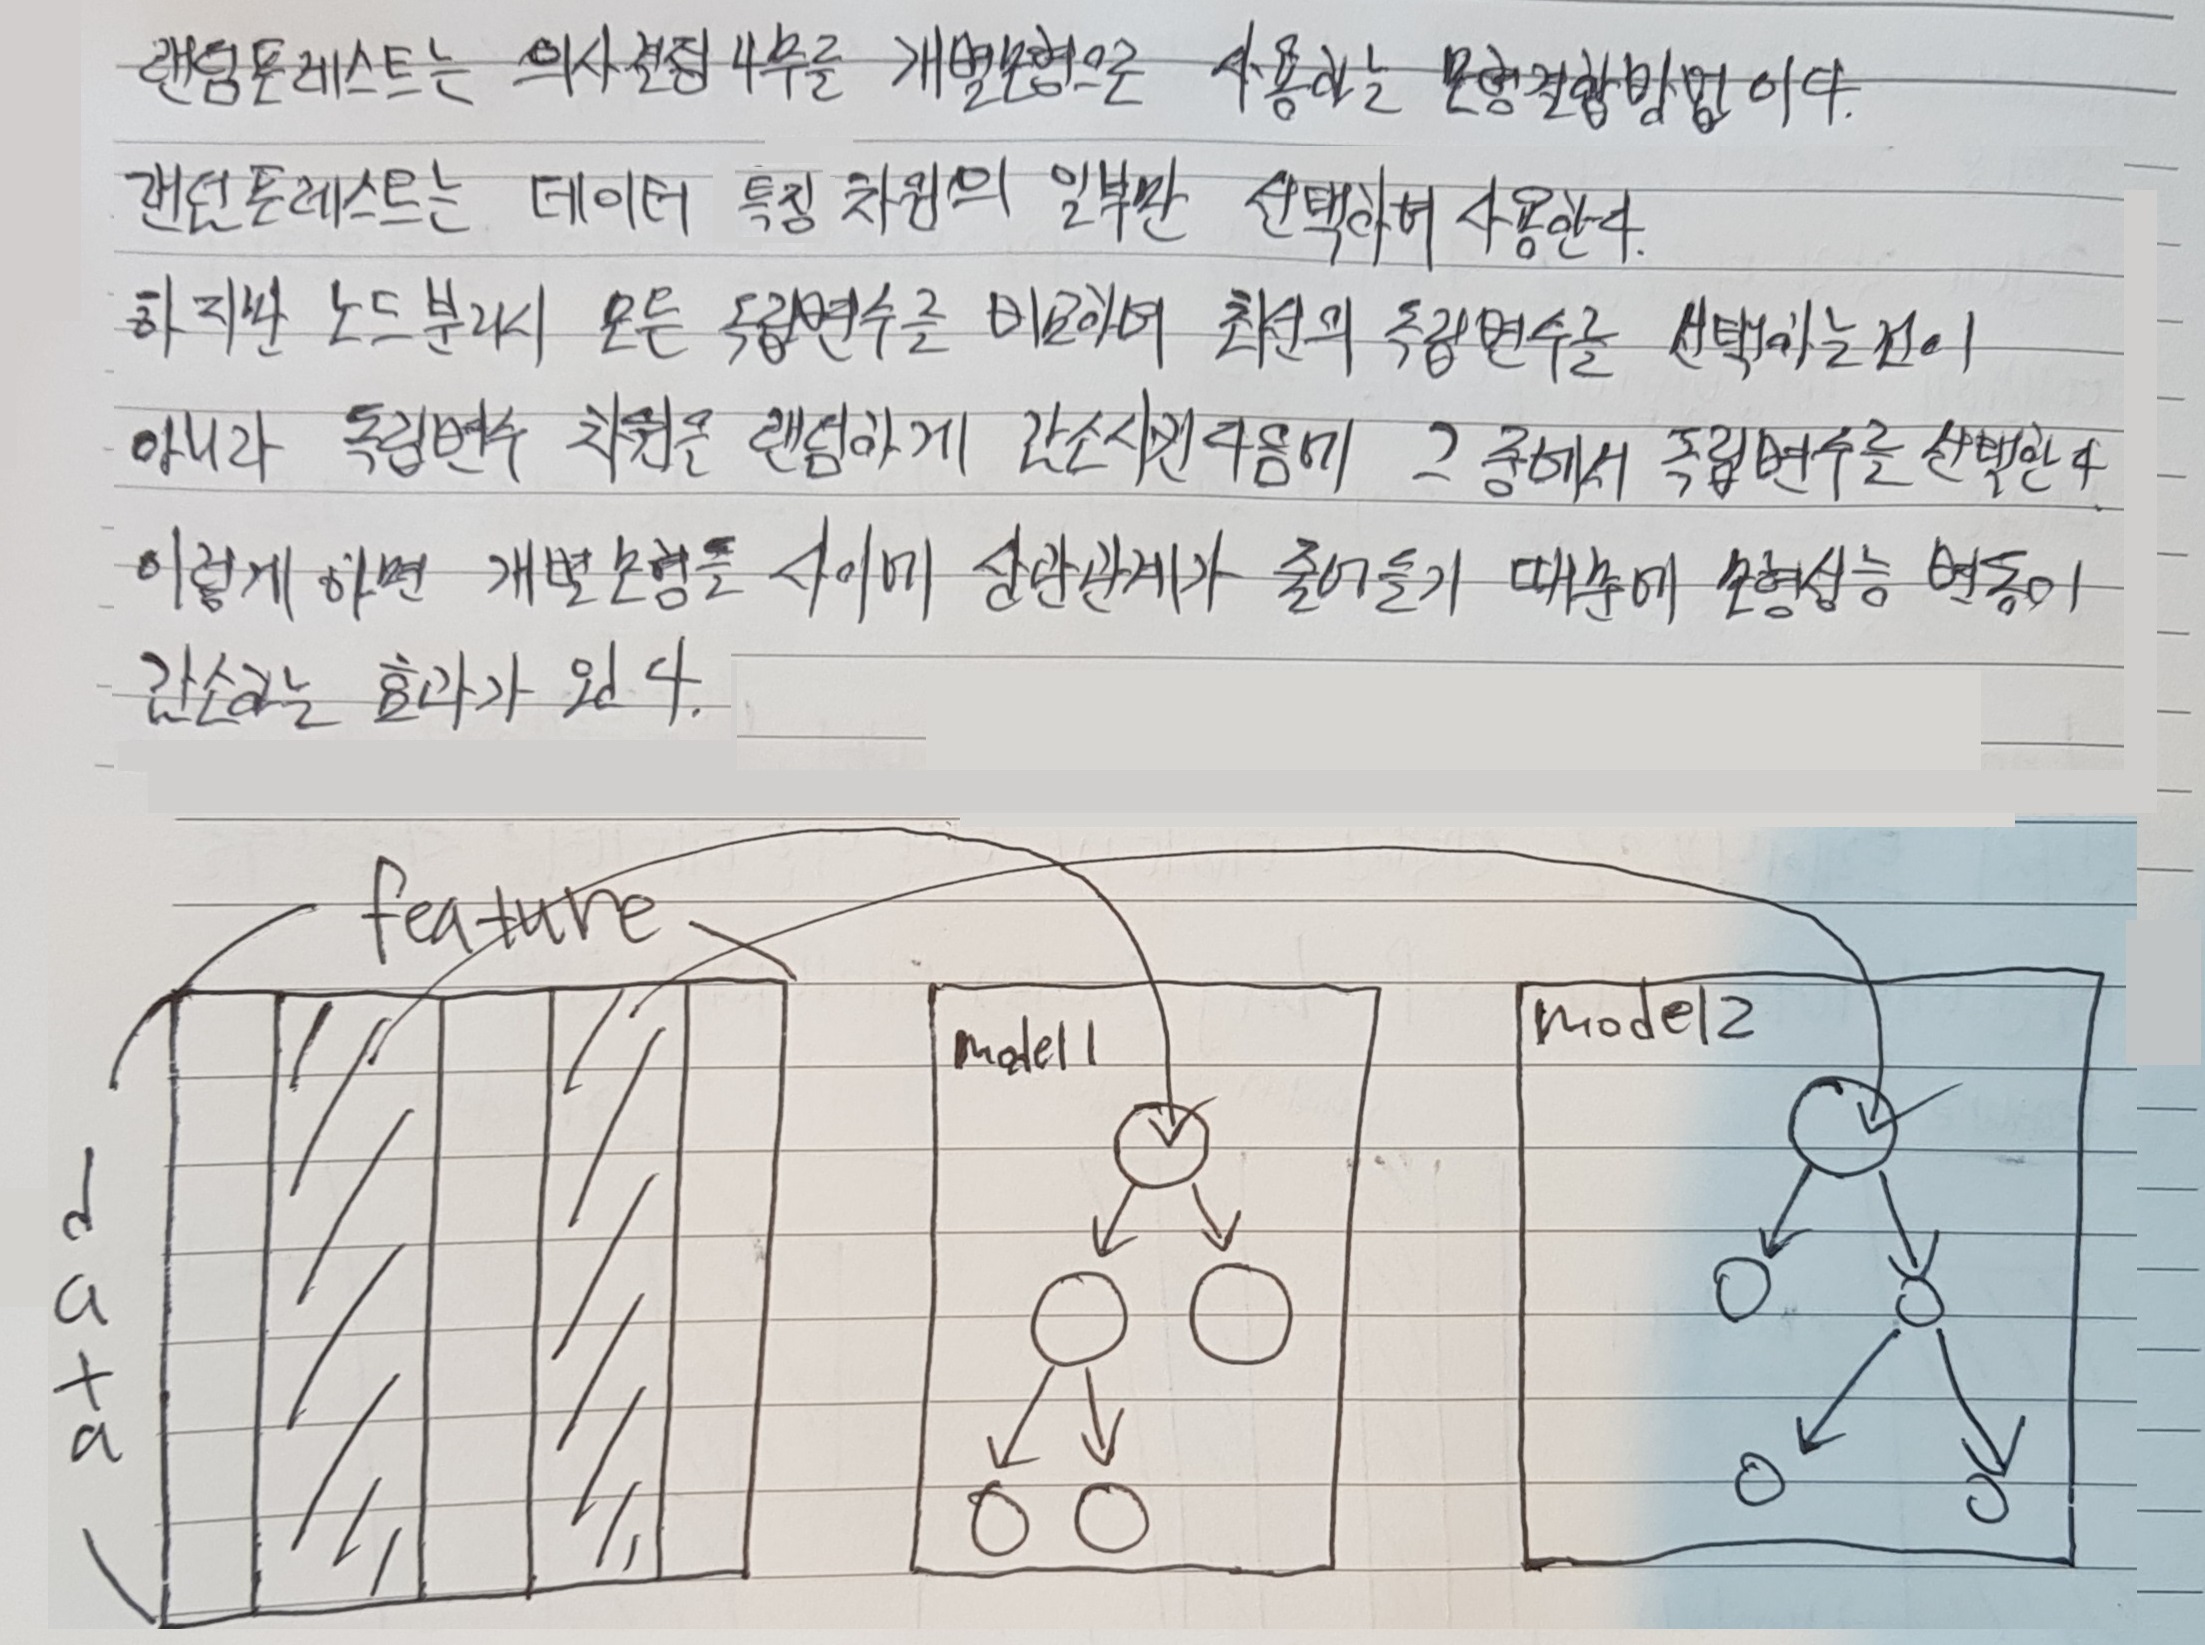 랜덤포레스트는 의사결정나무를 개별모형으로 사용하는 모형결합방법이다.
랜덤포레스트는 데이터 특징 차원의 일부만 선택하여 사용한다.
하지만 노드분리시 모든 독립변수를 비교하여 최선의 독립변수를 선택하는것이
아니라 독립변수 차원을 랜덤하게 감소시킨다음에 그 중에서 독립변수를 선택한다
이렇게 하면 개별모형들 사이에 상관관계가 줄어들기 때문에 모형성능 변동이
감소하는 효과가 있다.
feature
data
model1
model2